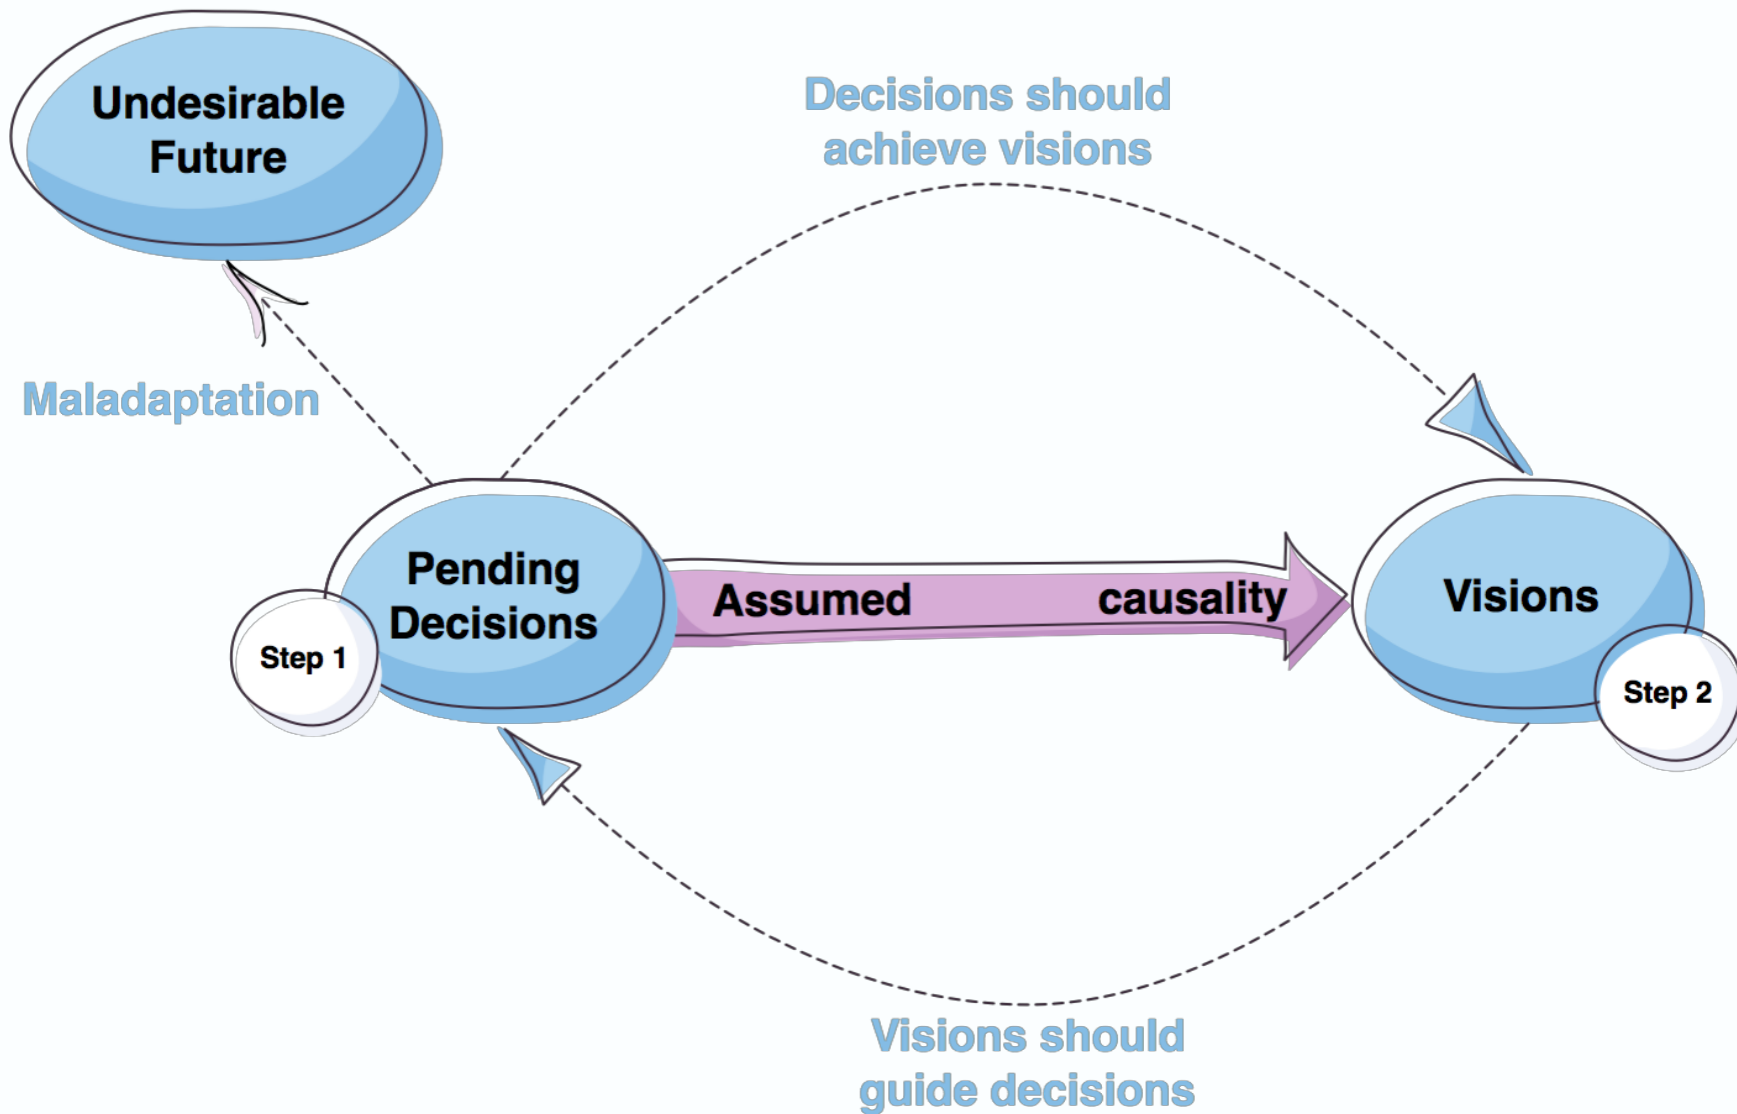 Undesirable
Future
Decisions should
achieve visions
Maladaptation
Pending
Decisions
Assumed causality
Visions
Step 1
Step 2
Visions should
guide decisions